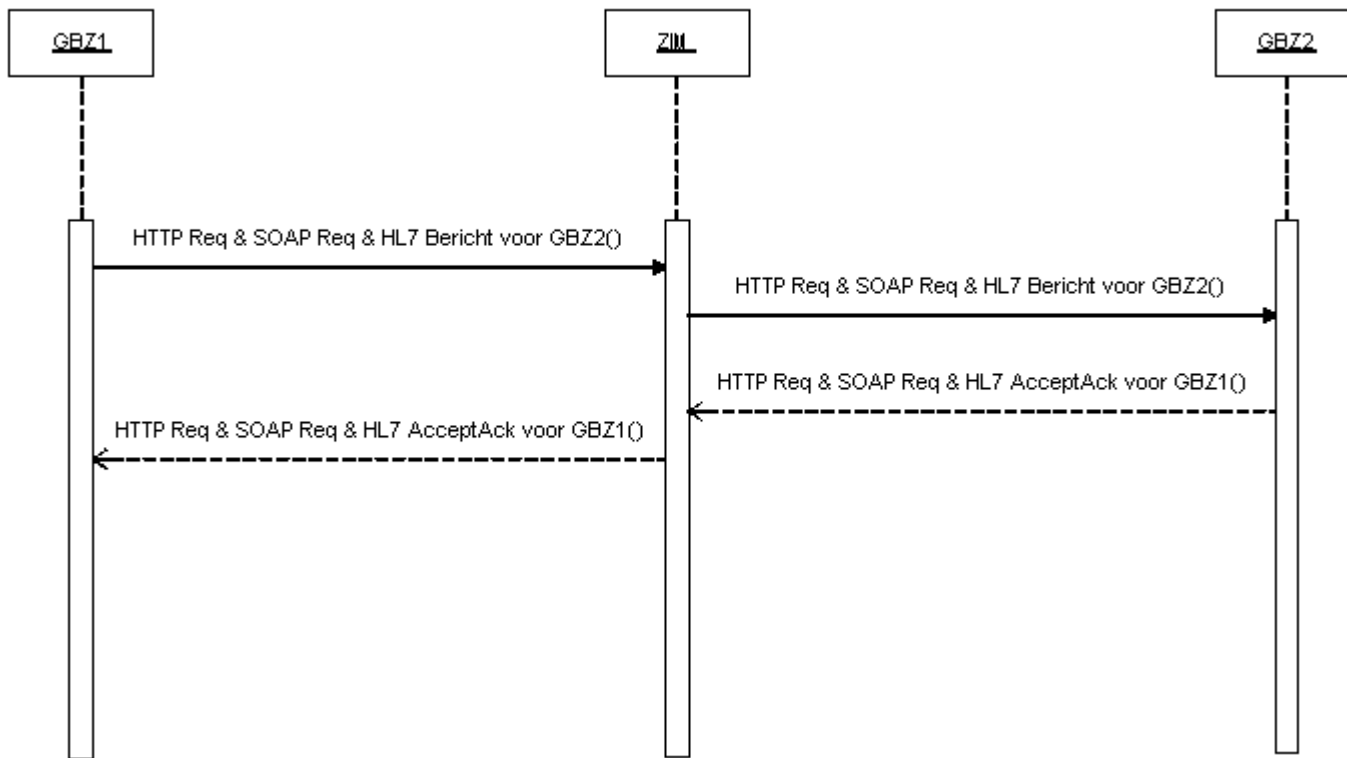 GBZ1
ZIM
GBZ2
HTTP Req & SOAP Req & HL7 Bericht voor GBZ2()
HTTP Req & SOAP Req & HL7 Bericht voor GBZ2()
HTTP Req & SOAP Req & HL7 AcceptAck voor GBZ1()
HTTP Req & SOAP Req & HL7 AcceptAck voor GBZ1()